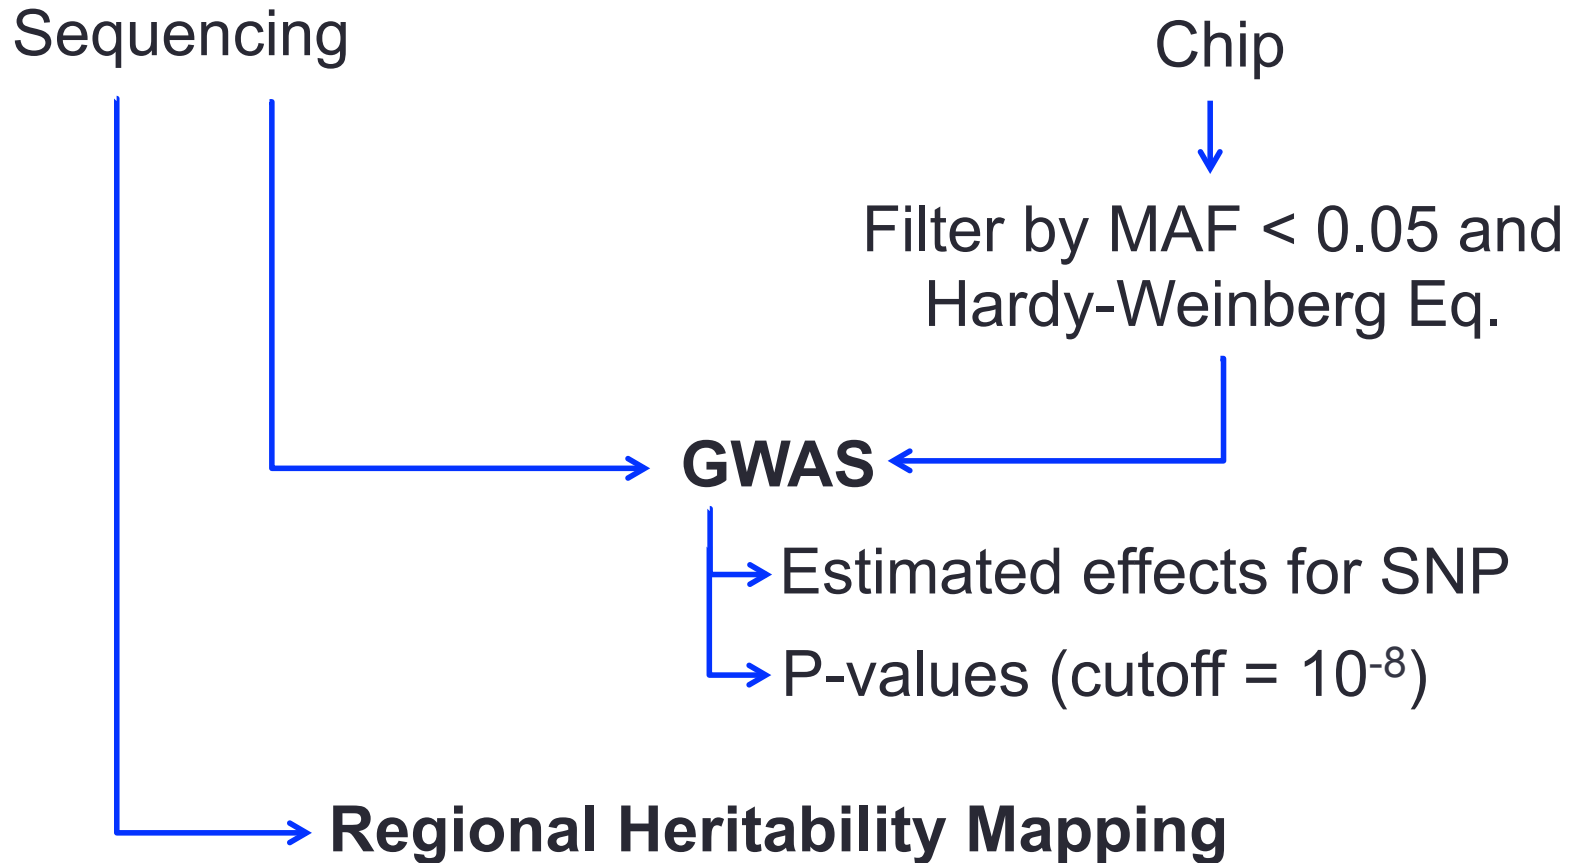 Sequencing
Chip
Filter by MAF < 0.05 and
Hardy-Weinberg Eq.
GWAS
Estimated effects for SNP
P-values (cutoff = 10⁻⁸)
Regional Heritability Mapping